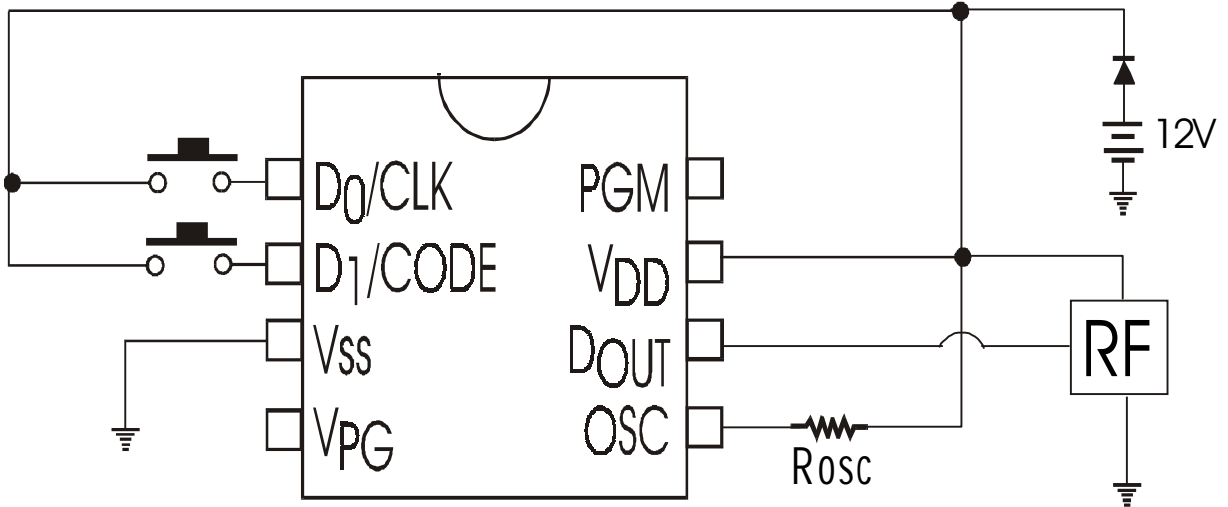 12V
D0/CLK
PGM
D1/CODE
VDD
VSS
DOUT
RF
VPG
OSC
ROSC